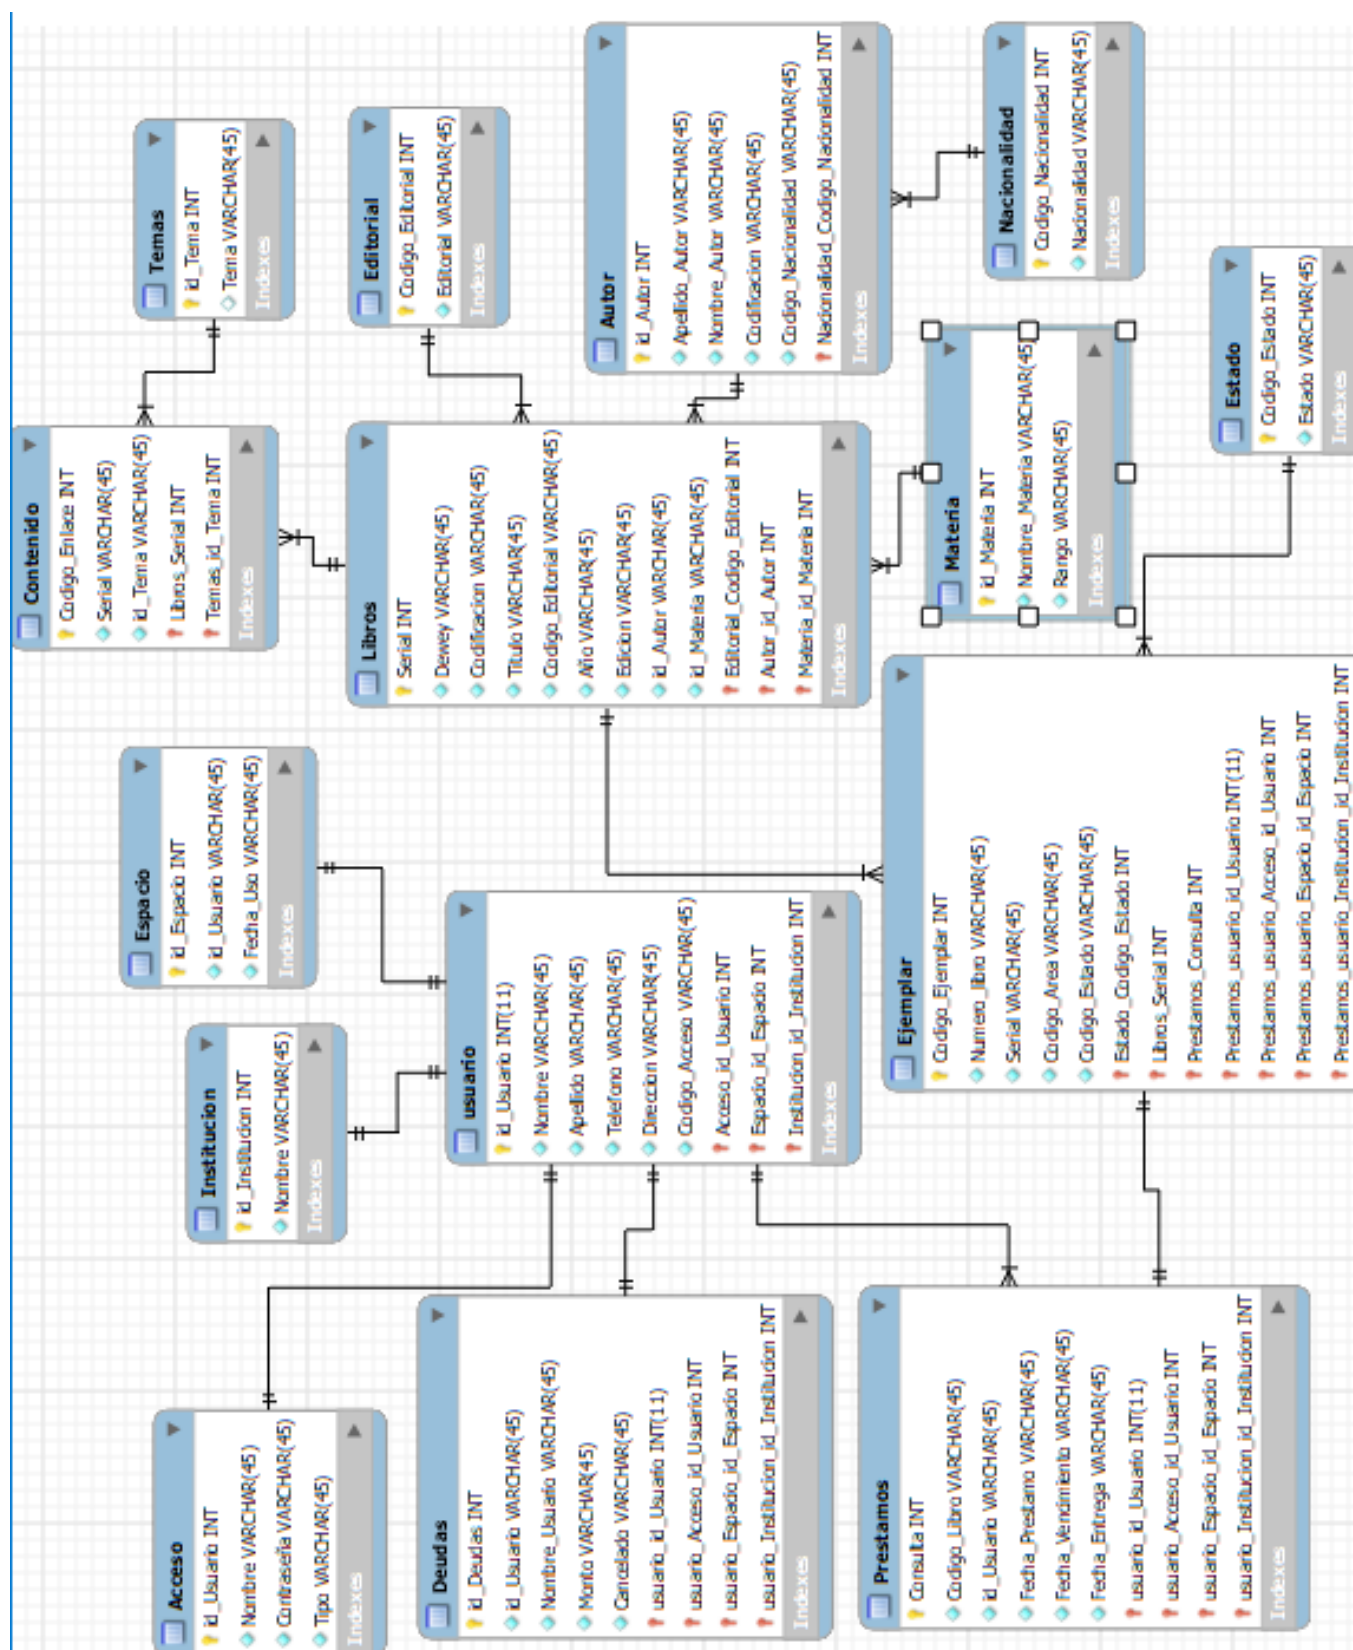 Acceso
id_Usuario INT
Nombre VARCHAR(45)
Contraseña VARCHAR(45)
Tipo VARCHAR(45)
Indexes
Institucion
id_Institucion INT
Nombre VARCHAR(45)
Indexes
Espacio
id_Espacio INT
id_Usuario VARCHAR(45)
Fecha_Uso VARCHAR(45)
Indexes
Contenido
Codigo_Enlace INT
Serial VARCHAR(45)
id_Tema VARCHAR(45)
Libros_Serial INT
Temas_id_Tema INT
Indexes
Temas
id_Tema INT
Tema VARCHAR(45)
Indexes
Deudas
id_Deudas INT
id_Usuario VARCHAR(45)
Nombre_Usuario VARCHAR(45)
Monto VARCHAR(45)
Cancelado VARCHAR(45)
usuario_id_Usuario INT(11)
usuario_Acceso_id_Usuario INT
usuario_Espacio_id_Espacio INT
usuario_Institucion_id_Institucion INT
Indexes
usuario
id_Usuario INT(11)
Nombre VARCHAR(45)
Apellido VARCHAR(45)
Telefono VARCHAR(45)
Direccion VARCHAR(45)
Codigo_Acceso VARCHAR(45)
Acceso_id_Usuario INT
Espacio_id_Espacio INT
Institucion_id_Institucion INT
Indexes
Libros
Serial INT
Dewey VARCHAR(45)
Codificacion VARCHAR(45)
Titulo VARCHAR(45)
Codigo_Editorial VARCHAR(45)
Año VARCHAR(45)
Edicion VARCHAR(45)
id_Autor VARCHAR(45)
id_Materia VARCHAR(45)
Editorial_Codigo_Editorial INT
Autor_id_Autor INT
Materia_id_Materia INT
Indexes
Editorial
Codigo_Editorial INT
Editorial VARCHAR(45)
Indexes
Autor
id_Autor INT
Apellido_Autor VARCHAR(45)
Nombre_Autor VARCHAR(45)
Codificacion VARCHAR(45)
Codigo_Nacionalidad VARCHAR(45)
Nacionalidad_Codigo_Nacionalidad INT
Indexes
Prestamos
Consulta INT
Codigo_Libro VARCHAR(45)
id_Usuario VARCHAR(45)
Fecha_Prestamo VARCHAR(45)
Fecha_Vencimiento VARCHAR(45)
Fecha_Entrega VARCHAR(45)
usuario_id_Usuario INT(11)
usuario_Acceso_id_Usuario INT
usuario_Espacio_id_Espacio INT
usuario_Institucion_id_Institucion INT
Indexes
Ejemplar
Codigo_Ejemplar INT
Numero_libro VARCHAR(45)
Serial VARCHAR(45)
Codigo_Area VARCHAR(45)
Codigo_Estado VARCHAR(45)
Estado_Codigo_Estado INT
Libros_Serial INT
Prestamos_Consulta INT
Prestamos_usuario_id_Usuario INT(11)
Prestamos_usuario_Acceso_id_Usuario INT
Prestamos_usuario_Espacio_id_Espacio INT
Prestamos_usuario_Institucion_id_Institucion INT
Materia
id_Materia INT
Nombre_Materia VARCHAR(45)
Rango VARCHAR(45)
Indexes
Nacionalidad
Codigo_Nacionalidad INT
Nacionalidad VARCHAR(45)
Indexes
Estado
Codigo_Estado INT
Estado VARCHAR(45)
Indexes